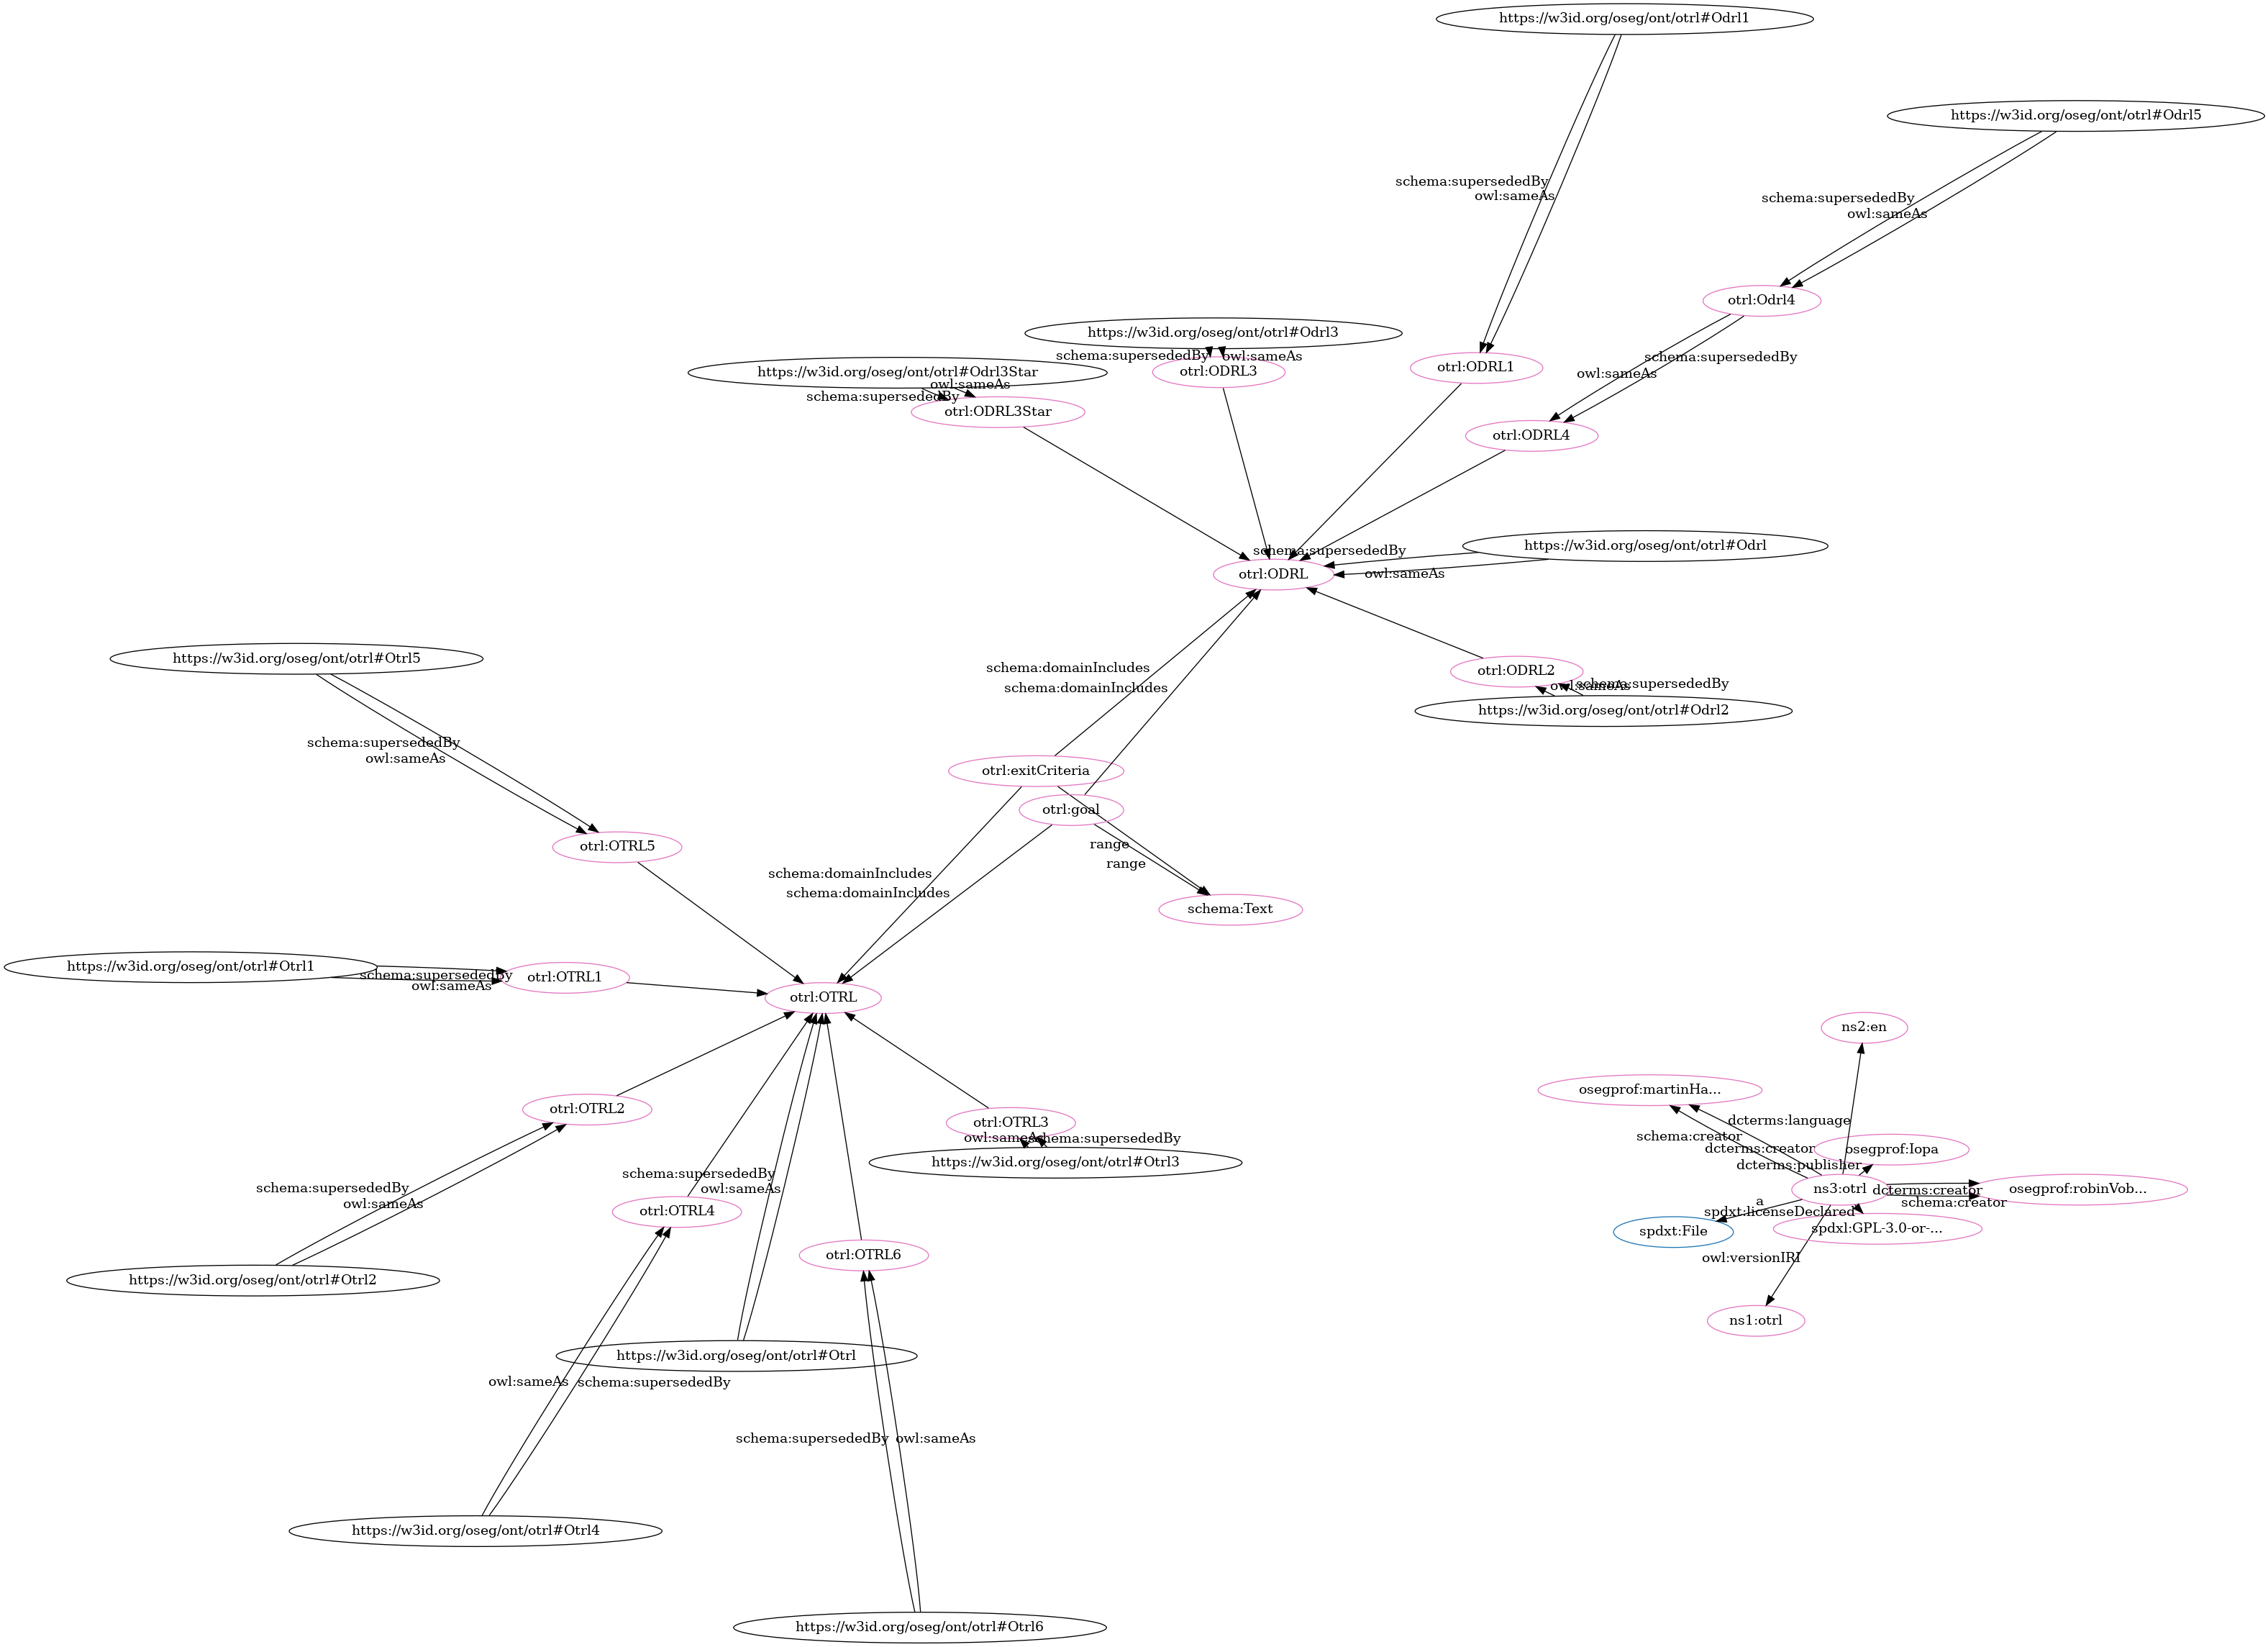 https://w3id.org/oseg/ont/otrl#Odrl1
https://w3id.org/oseg/ont/otrl#Odrl5
schema:supersededBy
owl:sameAs
schema:supersededBy
owl:sameAs
otrl:Odrl4
https://w3id.org/oseg/ont/otrl#Odrl3
schema:supersededBy
owl:sameAs
https://w3id.org/oseg/ont/otrl#Odrl3Star
otrl:ODRL3
otrl:ODRL1
schema:supersededBy
owl:sameAs
owl:sameAs
schema:supersededBy
otrl:ODRL3Star
otrl:ODRL4
https://w3id.org/oseg/ont/otrl#Odrl
schema:supersededBy
otrl:ODRL
owl:sameAs
https://w3id.org/oseg/ont/otrl#Otrl5
schema:domainIncludes
otrl:ODRL2
schema:domainIncludes
owl:sameAs
schema:supersededBy
https://w3id.org/oseg/ont/otrl#Odrl2
schema:supersededBy
owl:sameAs
otrl:exitCriteria
otrl:goal
otrl:OTRL5
range
range
schema:domainIncludes
schema:domainIncludes
schema:Text
https://w3id.org/oseg/ont/otrl#Otrl1
schema:supersededBy
owl:sameAs
otrl:OTRL1
otrl:OTRL
ns2:en
osegprof:martinHa...
otrl:OTRL2
otrl:OTRL3
dcterms:language
owl:sameAs
schema:supersededBy
schema:creator
dcterms:creator
osegprof:Iopa
https://w3id.org/oseg/ont/otrl#Otrl3
dcterms:publisher
schema:supersededBy
owl:sameAs
schema:supersededBy
owl:sameAs
ns3:otrl
dcterms:creator
osegprof:robinVob...
schema:creator
a
spdxt:licenseDeclared
otrl:OTRL4
spdxt:File
spdxl:GPL-3.0-or-...
otrl:OTRL6
owl:versionIRI
https://w3id.org/oseg/ont/otrl#Otrl2
ns1:otrl
https://w3id.org/oseg/ont/otrl#Otrl
owl:sameAs
schema:supersededBy
schema:supersededBy
owl:sameAs
https://w3id.org/oseg/ont/otrl#Otrl4
https://w3id.org/oseg/ont/otrl#Otrl6